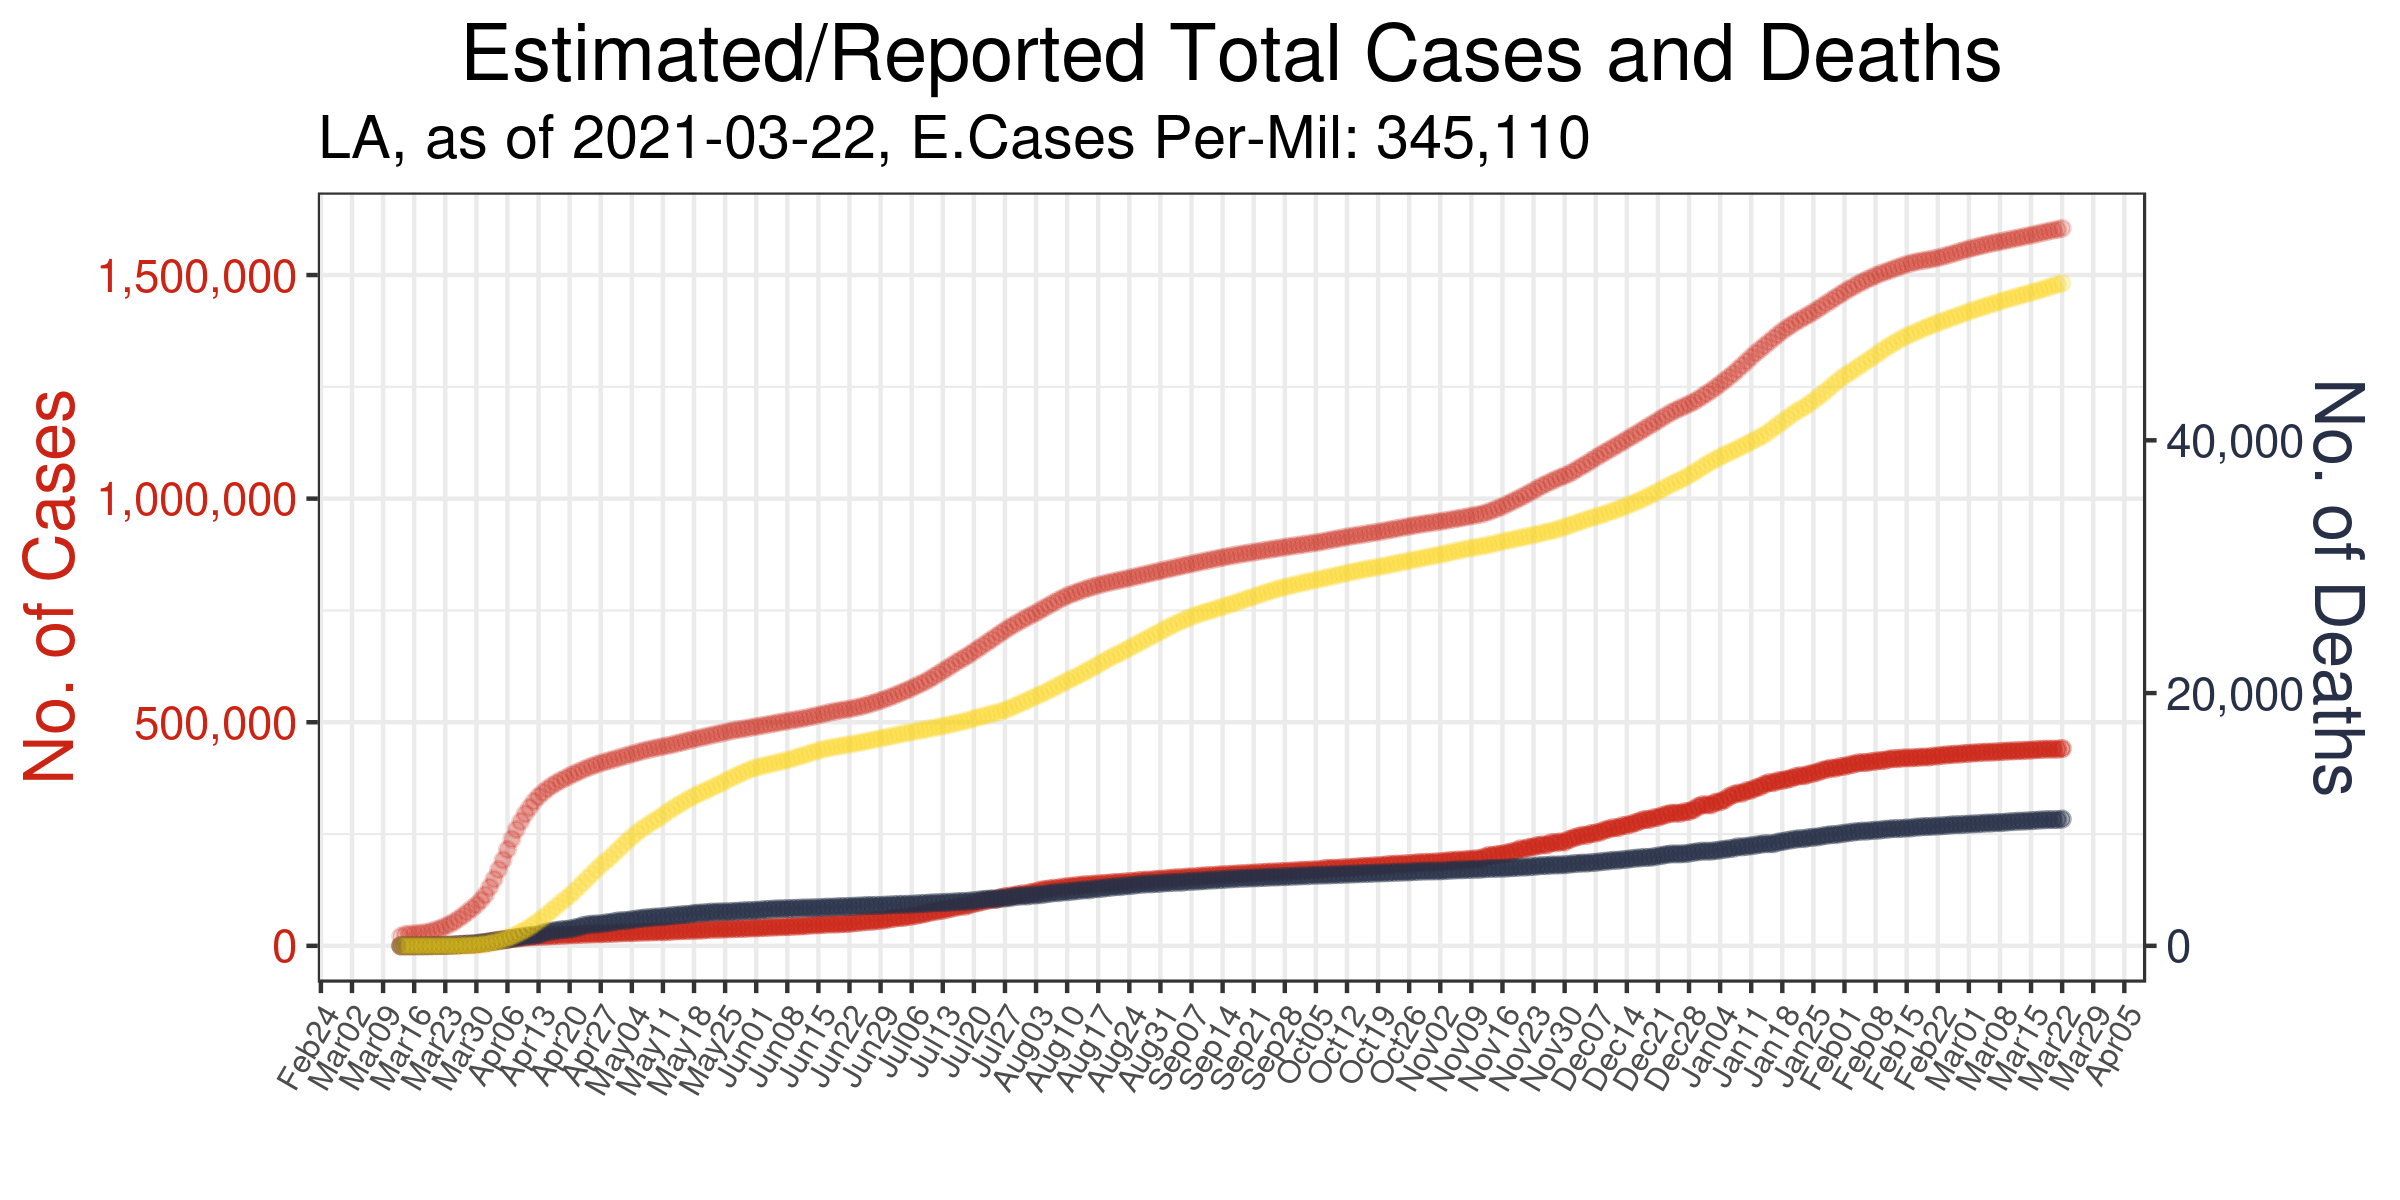 Estimated/Reported Total Cases and Deaths
LA, as of 2021-03-22, E.Cases Per-Mil: 345,110
No. of Cases
1,500,000
1,000,000
500,000
0
40,000
20,000
0
No. of Deaths
Feb24
Mar02
Mar09
Mar16
Mar23
Mar30
Apr06
Apr13
Apr20
Apr27
May04
May11
May18
May25
Jun01
Jun08
Jun15
Jun22
Jun29
Jul06
Jul13
Jul20
Jul27
Aug03
Aug10
Aug17
Aug24
Aug31
Sep07
Sep14
Sep21
Sep28
Oct05
Oct12
Oct19
Oct26
Nov02
Nov09
Nov16
Nov23
Nov30
Dec07
Dec14
Dec21
Dec28
Jan04
Jan11
Jan18
Jan25
Feb01
Feb08
Feb15
Feb22
Mar01
Mar08
Mar15
Mar22
Mar29
Apr05